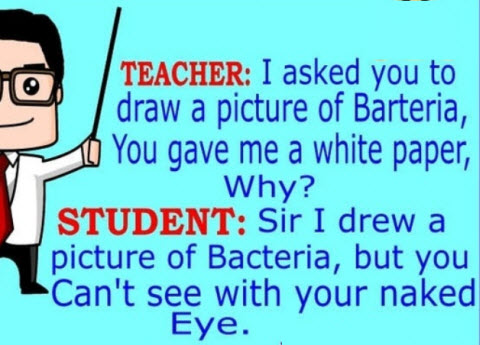 TEACHER: I asked you to
draw a picture of Barteria,
You gave me a white paper,
Why?
STUDENT: Sir I drew a
picture of Bacteria, but you
Can't see with your naked
Eye.